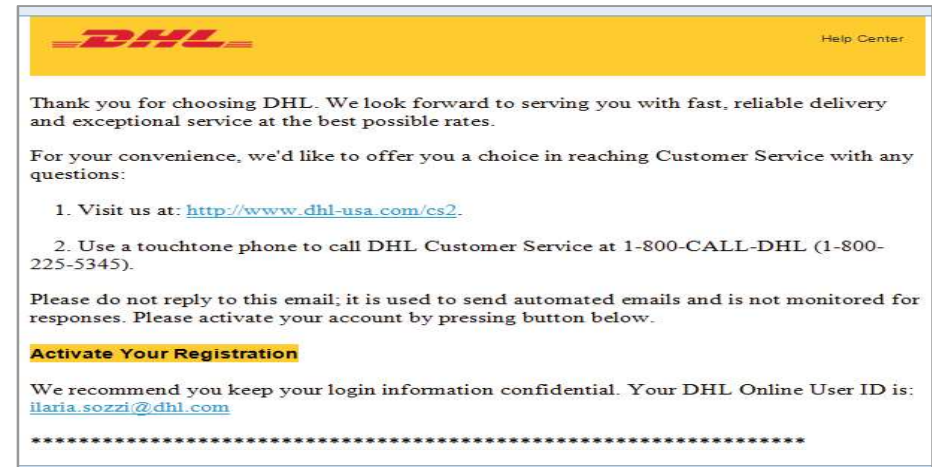 DHL
Help Center
Thank you for choosing DHL. We look forward to serving you with fast, reliable delivery
and exceptional service at the best possible rates.
For your convenience, we'd like to offer you a choice in reaching Customer Service with any
questions:
1. Visit us at: http://www.dhl-usa.com/cs2.
2. Use a touchtone phone to call DHL Customer Service at 1-800-CALL-DHL (1-800-
225-5345).
Please do not reply to this email; it is used to send automated emails and is not monitored for
responses. Please activate your account by pressing button below.
Activate Your Registration
We recommend you keep your login information confidential. Your DHL Online User ID is:
ilaria.sozzi@dhl.com
******************************************************************